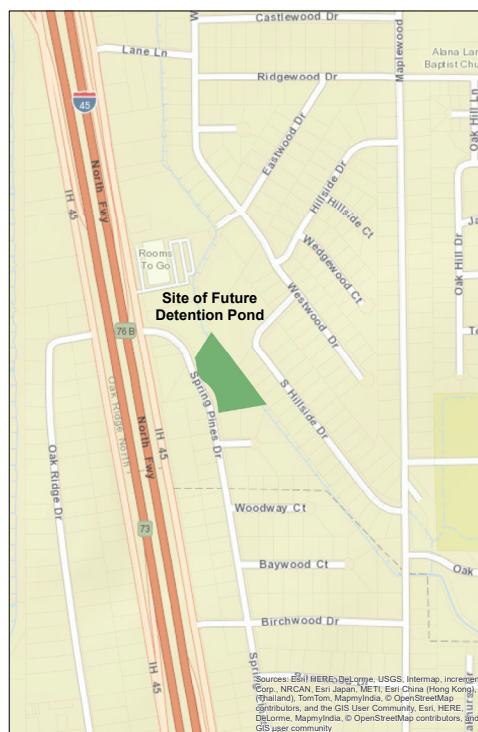 Castlewood Dr
W
Lane Ln
Maplewood
Alana Lan
Baptist Chu
Ridgewood Dr
45
Oak Hill Ln
Eastwood Dr
Hillside Dr
North Fwy
IH 45
Hillside Ct
Wedgewood Ct
Oak Hill Dr
Rooms
To Go
Site of Future
Detention Pond
Westwood Dr
76 B
Oak Ridge North
North Fwy
IH 45
Spring Pines Dr
S Hillside Dr
Oak Ridge Dr
Woodway Ct
73
Baywood Ct
Oak
Birchwood Dr
IH 45
Sources: Esri, HERE, DeLorme, USGS, Intermap, increment
Corp., NRCAN, Esri Japan, METI, Esri China (Hong Kong),
(Thailand), TomTom, MapmyIndia, © OpenStreetMap
contributors, and the GIS User Community, Esri, HERE,
DeLorme, MapmyIndia, © OpenStreetMap contributors, and
GIS user community